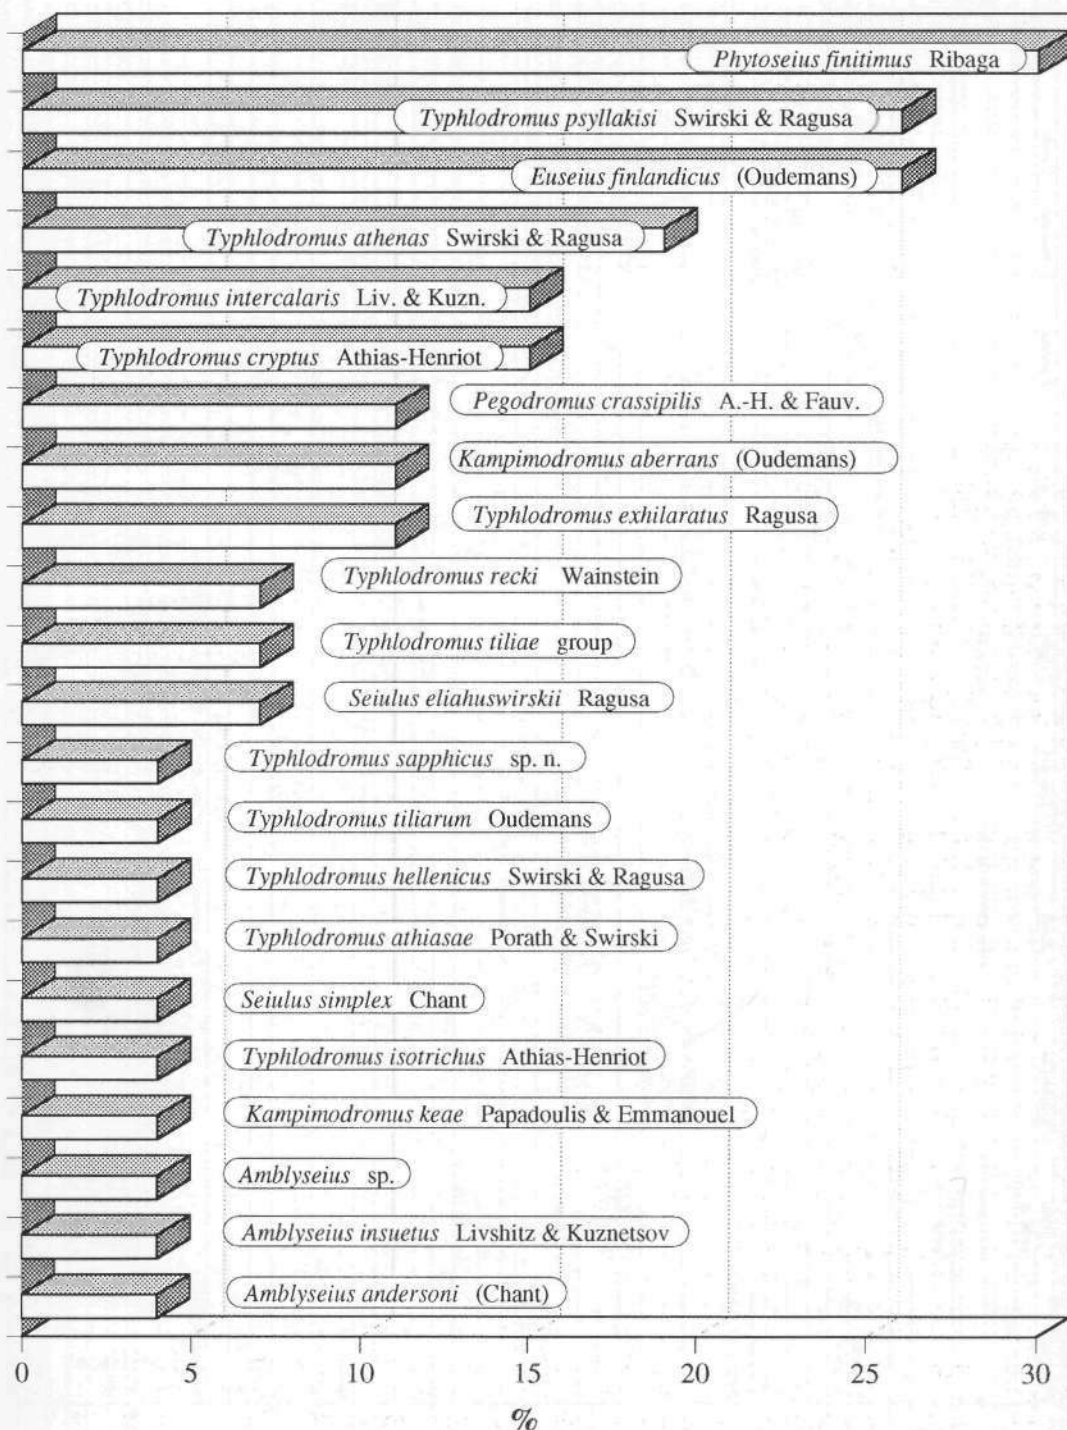 Phytoseius finitimus Ribaga
Typhlodromus psyllakisi Swirski & Ragusa
Euseius finlandicus (Oudemans)
Typhlodromus athenas Swirski & Ragusa
Typhlodromus intercalaris Liv. & Kuzn.
Typhlodromus cryptus Athias-Henriot
Pegodromus crassipilis A.-H. & Fauv.
Kampimodromus aberrans (Oudemans)
Typhlodromus exhilaratus Ragusa
Typhlodromus recki Wainstein
Typhlodromus tiliae group
Seiulus eliahuswirskii Ragusa
Typhlodromus sapphicus sp. n.
Typhlodromus tiliarum Oudemans
Typhlodromus hellenicus Swirski & Ragusa
Typhlodromus athiasae Porath & Swirski
Seiulus simplex Chant
Typhlodromus isotrichus Athias-Henriot
Kampimodromus keae Papadoulis & Emmanouel
Amblyseius sp.
Amblyseius insuetus Livshitz & Kuznetsov
Amblyseius andersoni (Chant)
0 5 10 15 20 25 30
%